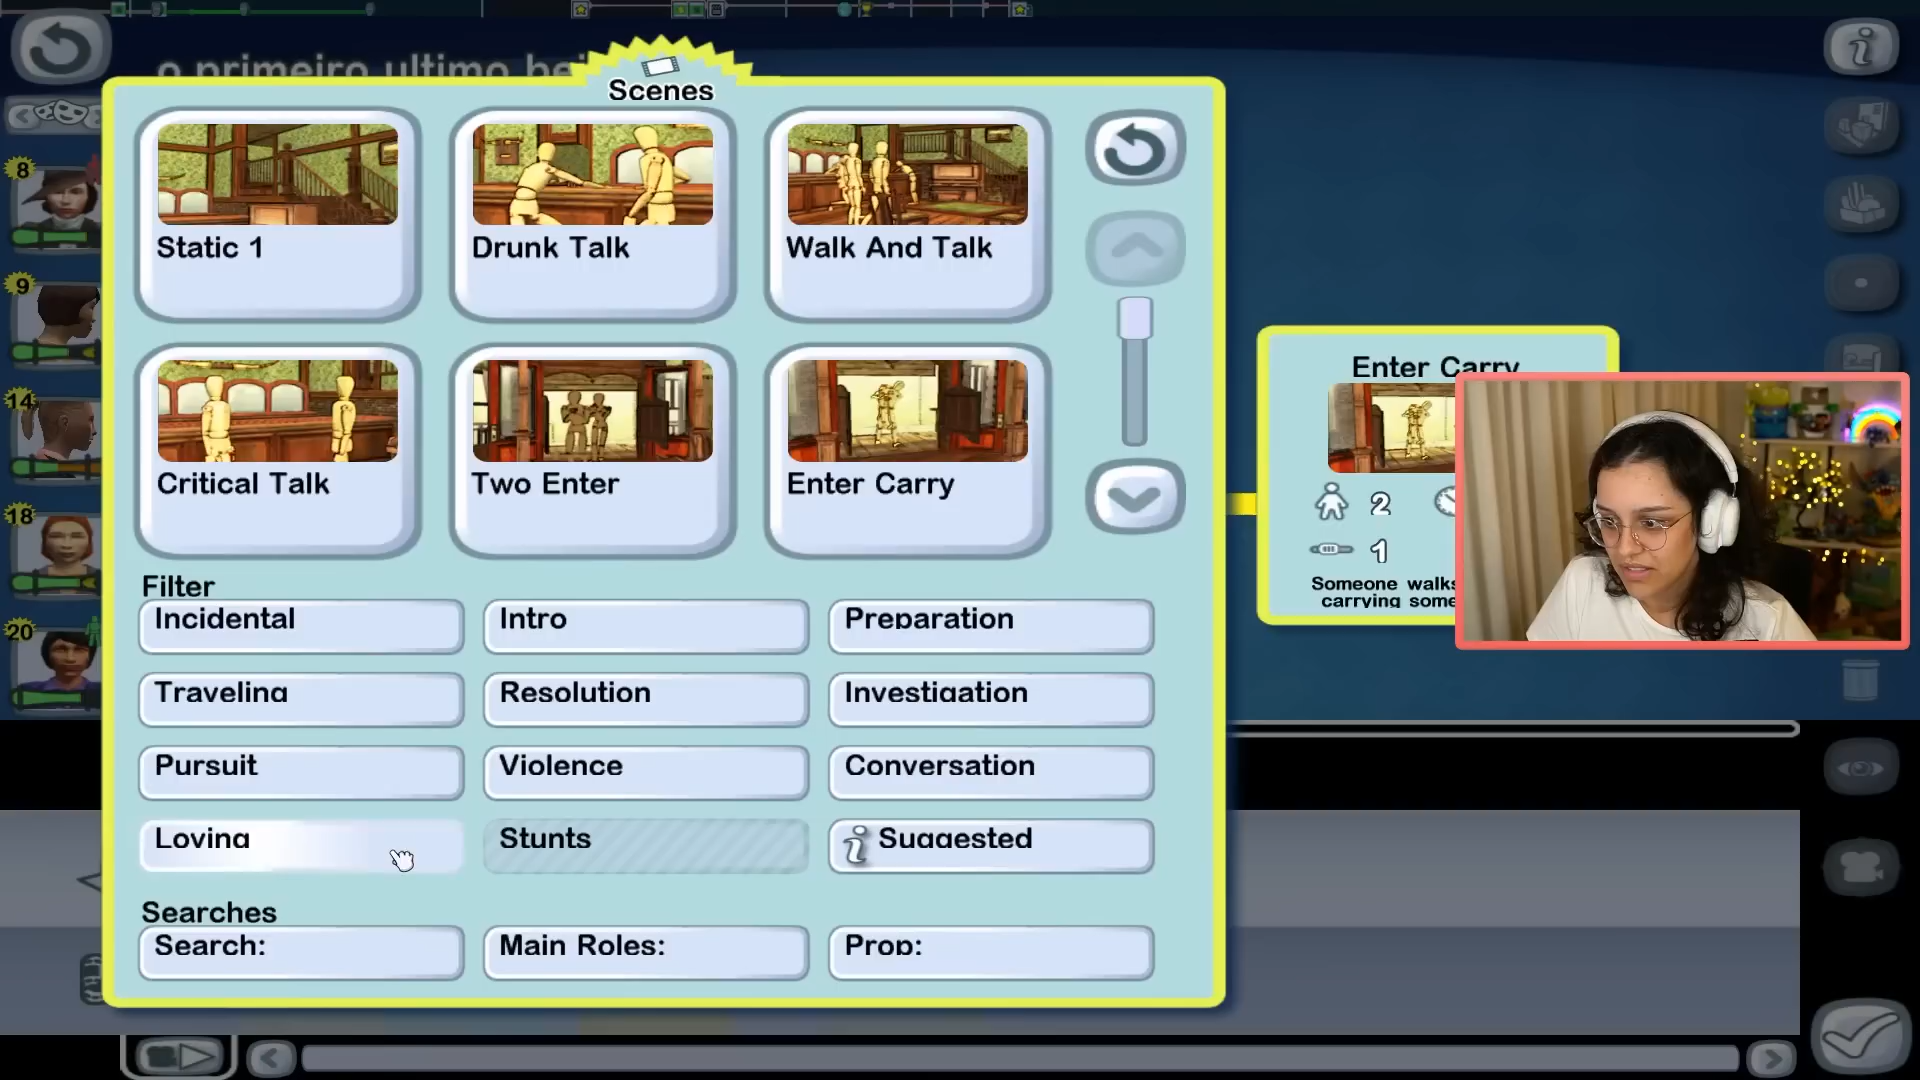 o primeiro ultimo bei
Scenes
Static 1
Drunk Talk
Walk And Talk
Critical Talk
Two Enter
Enter Carry
Filter
Incidental
Intro
Preparation
Traveling
Resolution
Investigation
Pursuit
Violence
Conversation
Loving
Stunts
i Suggested
Searches
Search:
Main Roles:
Prop:
8
9
14
18
20
Enter Carry
2
1
Someone walks
carrying some
i